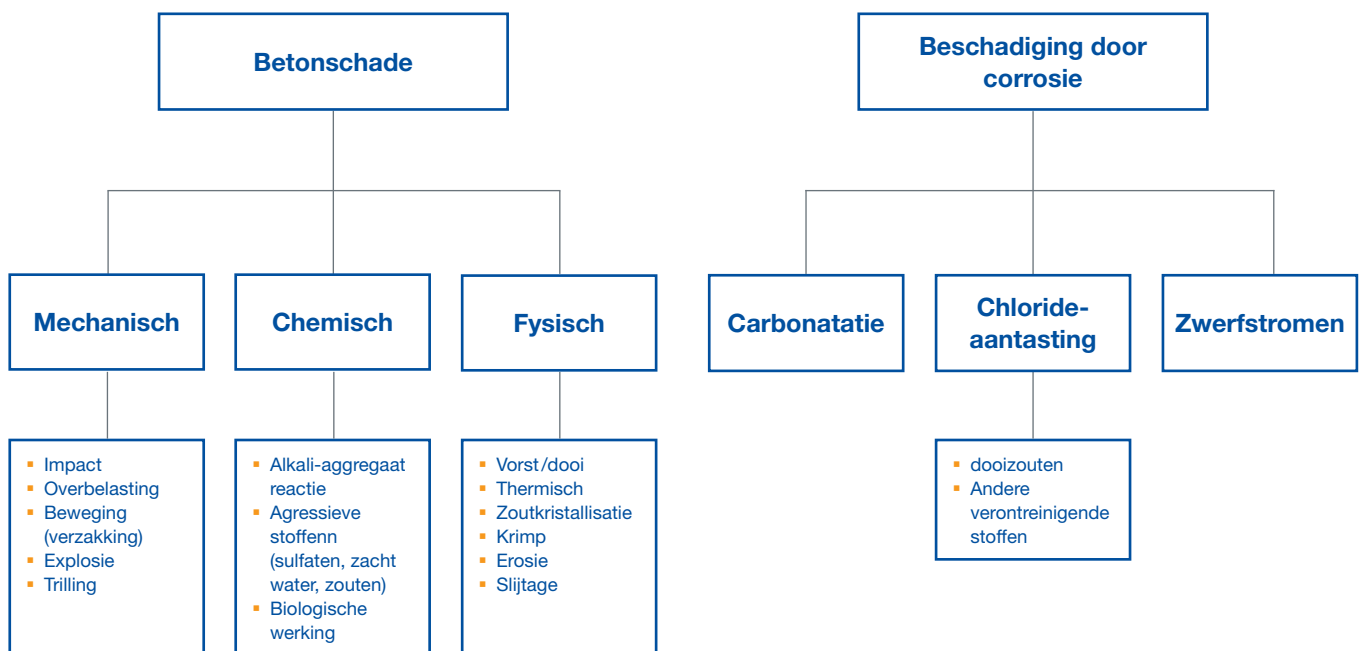 Betonschade
Beschadiging door
corrosie
Mechanisch
Chemisch
Fysisch
Carbonatatie
Chloride-
aantasting
Zwerfstromen
▪ Impact
▪ Overbelasting
▪ Beweging
(verzakking)
▪ Explosie
▪ Trilling
▪ Alkali-aggregaat
reactie
▪ Agressieve
stoffenn
(sulfaten, zacht
water, zouten)
▪ Biologische
werking
▪ Vorst/dooi
▪ Thermisch
▪ Zoutkristallisatie
▪ Krimp
▪ Erosie
▪ Slijtage
▪ dooizouten
▪ Andere
verontreinigende
stoffen